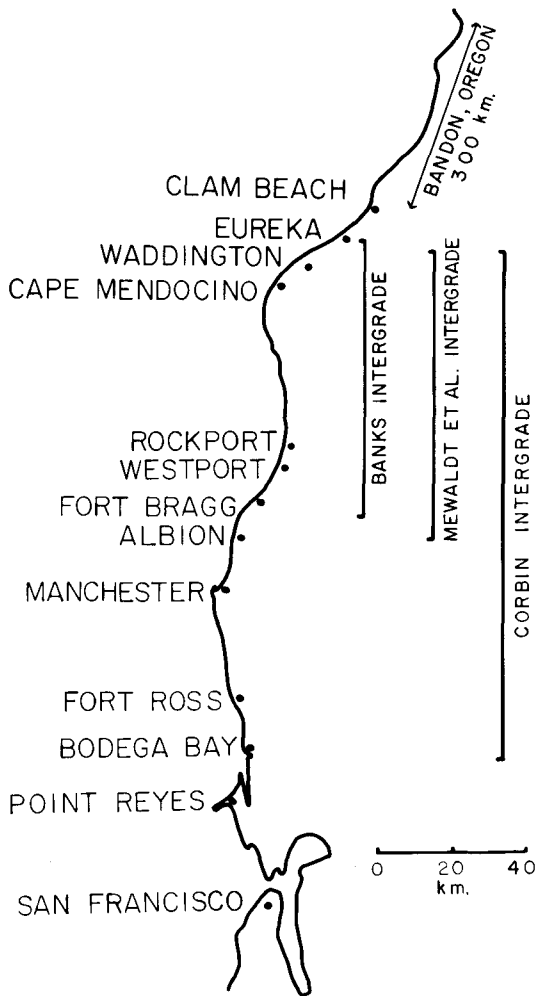 BANDON, OREGON
300 km.
CLAM BEACH
EUREKA
WADDINGTON
CAPE MENDOCINO
BANKS INTERGRADE
MEWALDT ET AL. INTERGRADE
CORBIN INTERGRADE
ROCKPORT
WESTPORT
FORT BRAGG
ALBION
MANCHESTER
FORT ROSS
BODEGA BAY
POINT REYES
0 20 40
km.
SAN FRANCISCO